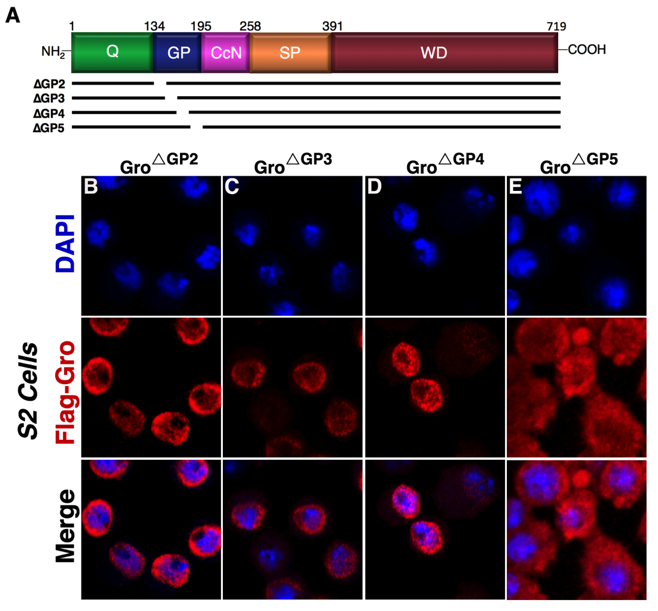 A
1 134 195 258 391 719
NH2 Q GP CcN SP WD COOH
ΔGP2
ΔGP3
ΔGP4
ΔGP5
Gro△GP2 Gro△GP3 Gro△GP4 Gro△GP5
B C D E
DAPI
S2 Cells
Flag-Gro
Merge